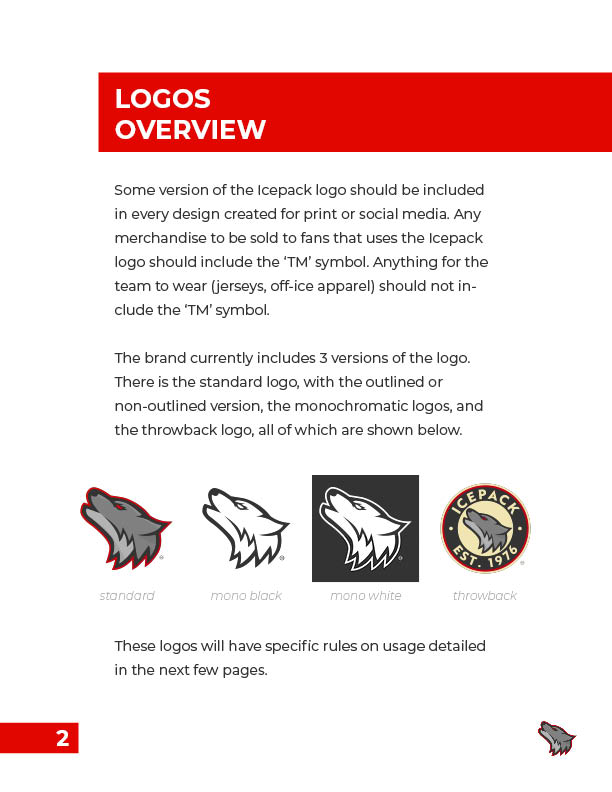 LOGOS
OVERVIEW
Some version of the Icepack logo should be included
in every design created for print or social media. Any
merchandise to be sold to fans that uses the Icepack
logo should include the ‘TM’ symbol. Anything for the
team to wear (jerseys, off-ice apparel) should not in-
clude the ‘TM’ symbol.
The brand currently includes 3 versions of the logo.
There is the standard logo, with the outlined or
non-outlined version, the monochromatic logos, and
the throwback logo, all of which are shown below.
ICEPACK
EST. 1976
standard
mono black
mono white
throwback
These logos will have specific rules on usage detailed
in the next few pages.
2